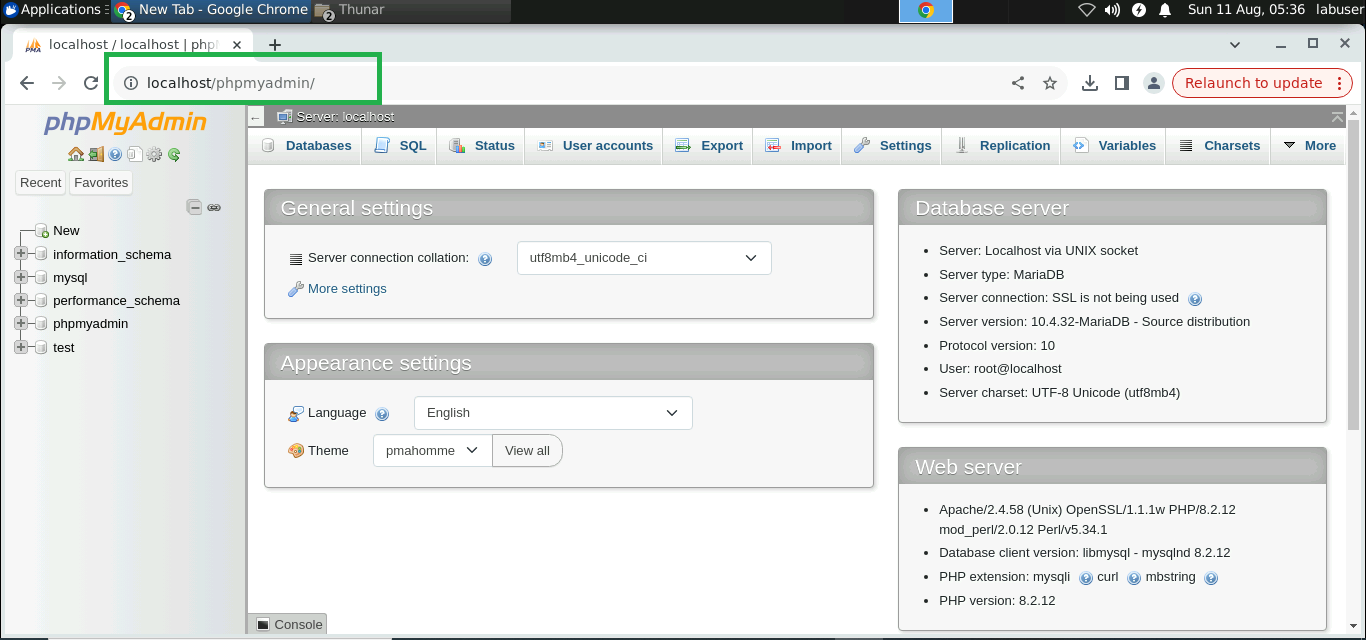 Applications
New Tab - Google Chrome
Thunar
Sun 11 Aug, 05:36
labuser
localhost / localhost | php
localhost/phpmyadmin/
Relaunch to update
phpMyAdmin
Recent
Favorites
New
information_schema
mysql
performance_schema
phpmyadmin
test
Server: localhost
Databases
SQL
Status
User accounts
Export
Import
Settings
Replication
Variables
Charsets
More
General settings
Server connection collation:
utf8mb4_unicode_ci
More settings
Appearance settings
Language
English
Theme
pmahomme
View all
Database server
Server: Localhost via UNIX socket
Server type: MariaDB
Server connection: SSL is not being used
Server version: 10.4.32-MariaDB - Source distribution
Protocol version: 10
User: root@localhost
Server charset: UTF-8 Unicode (utf8mb4)
Web server
Apache/2.4.58 (Unix) OpenSSL/1.1.1w PHP/8.2.12
mod_perl/2.0.12 Perl/v5.34.1
Database client version: libmysql - mysqlnd 8.2.12
PHP extension: mysqli curl mbstring
PHP version: 8.2.12
Console